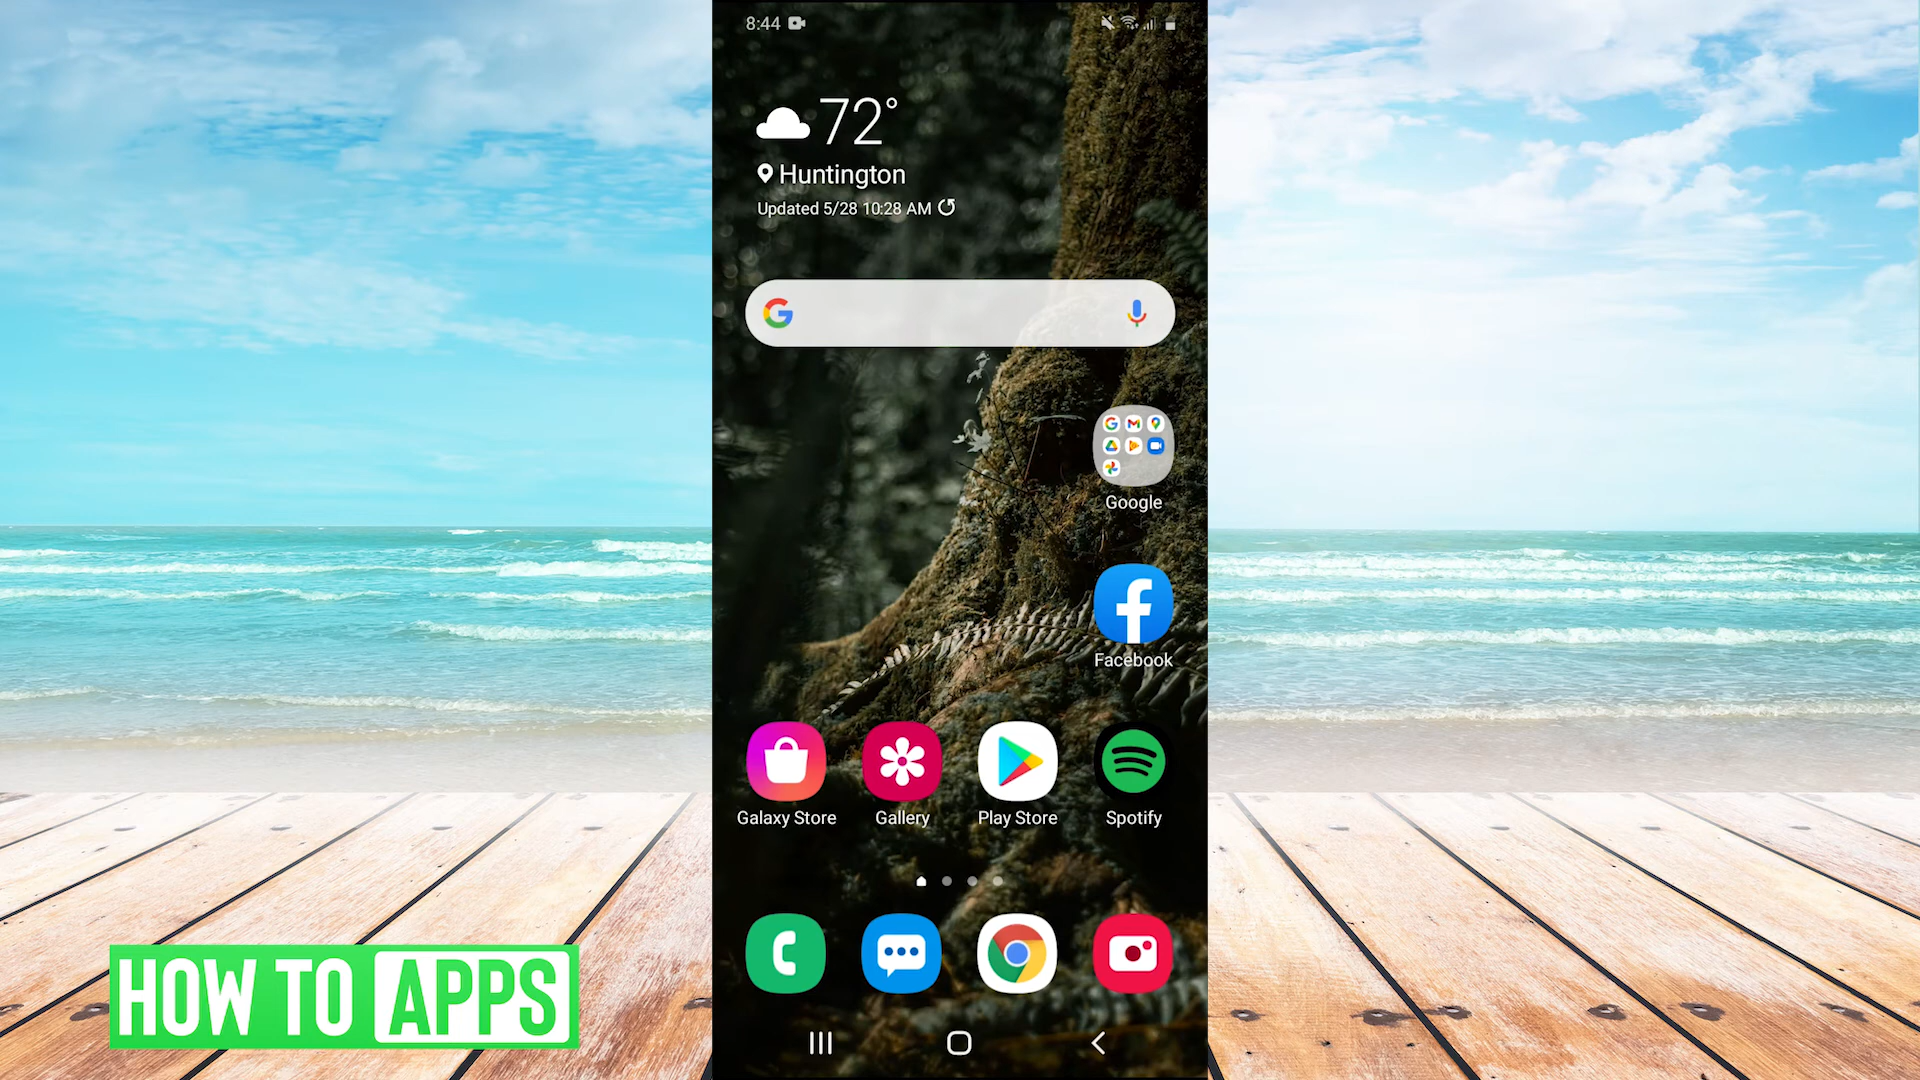 8:44
72°
Huntington
Updated 5/28 10:28 AM
Google
Facebook
Galaxy Store
Gallery
Play Store
Spotify
HOW TO APPS